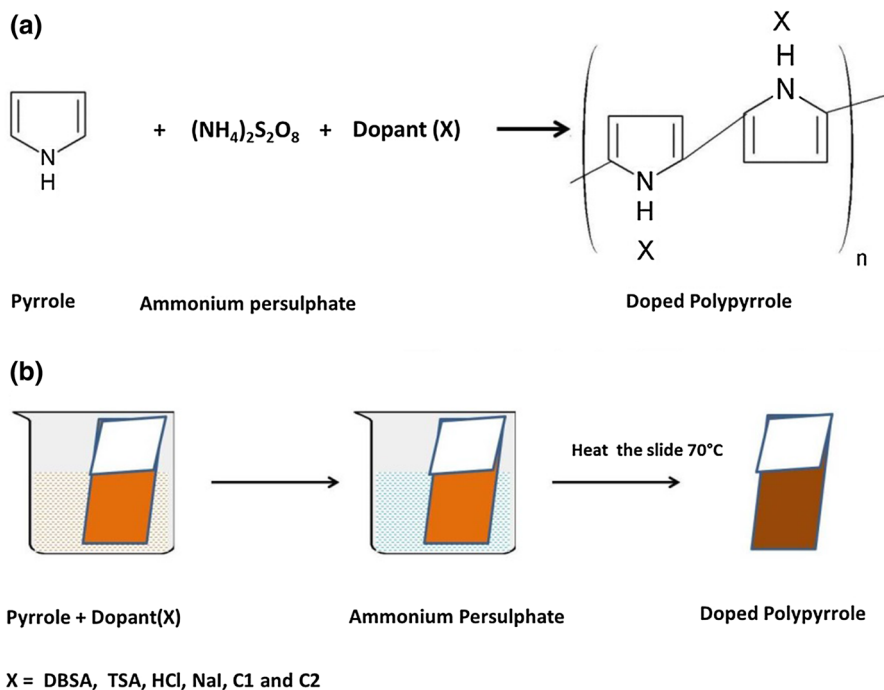 (a)
N
H
+ (NH₄)₂S₂O₈ + Dopant (X)
X
H
N
N
H
X
n
Pyrrole Ammonium persulphate Doped Polypyrrole
(b)
Heat the slide 70°C
Pyrrole + Dopant(X) Ammonium Persulphate Doped Polypyrrole
X = DBSA, TSA, HCl, NaI, C1 and C2